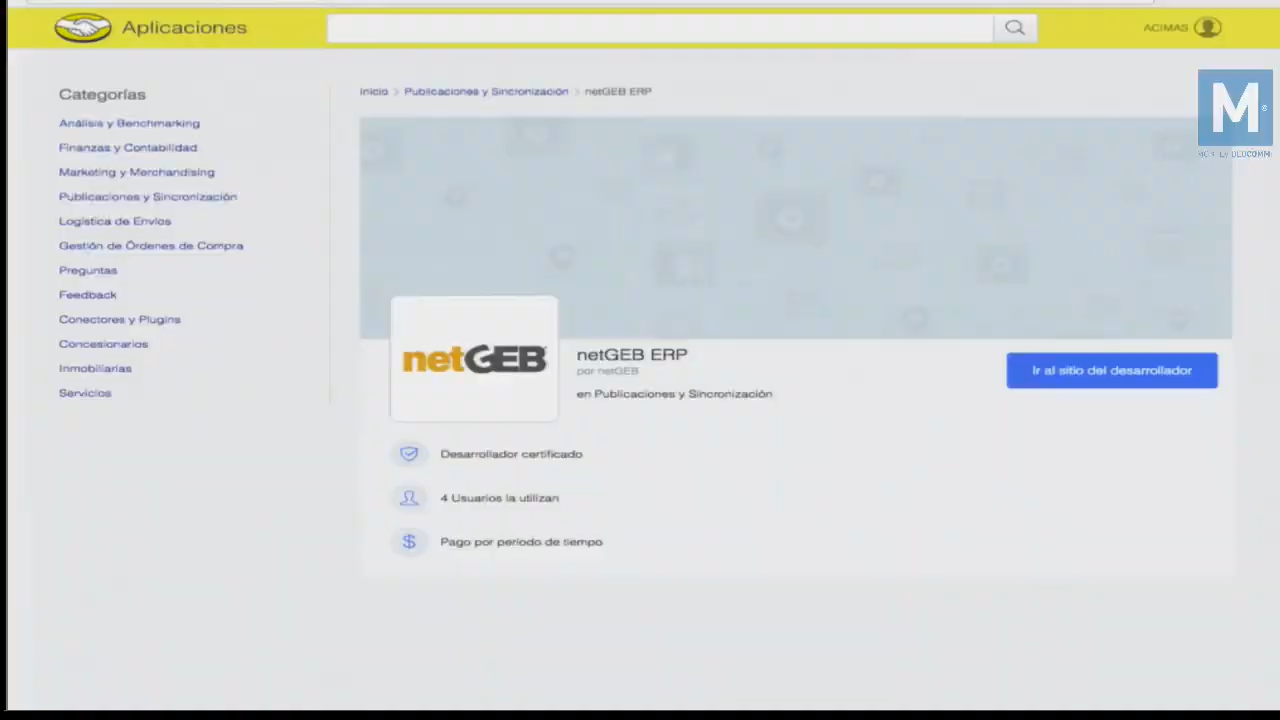 Aplicaciones
ACIMAS
M
Categorías
Análisis y Benchmarking
Finanzas y Contabilidad
Marketing y Merchandising
Publicaciones y Sincronización
Logística de Envíos
Gestión de Órdenes de Compra
Preguntas
Feedback
Conectores y Plugins
Concesionarios
Inmobiliarias
Servicios
Inicio > Publicaciones y Sincronización > netGEB ERP
netGEB
netGEB ERP
por netGEB
en Publicaciones y Sincronización
Ir al sitio del desarrollador
Desarrollador certificado
4 Usuarios la utilizan
Pago por período de tiempo